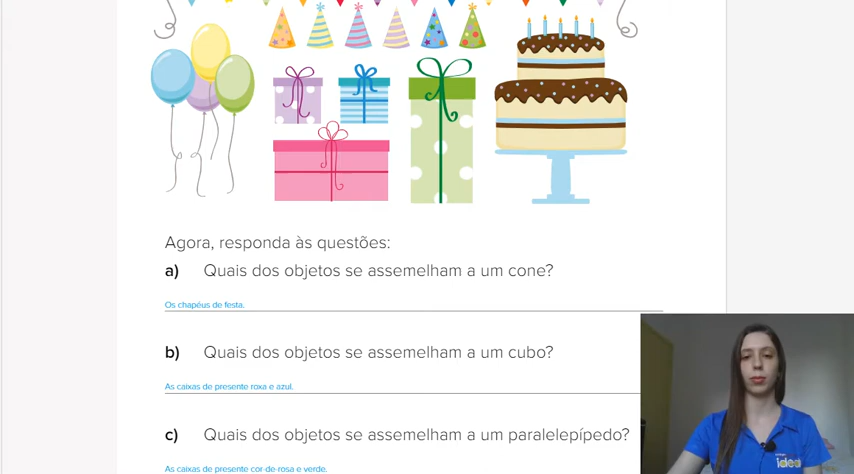 Agora, responda às questões:
a) Quais dos objetos se assemelham a um cone?
Os chapéus de festa.
b) Quais dos objetos se assemelham a um cubo?
As caixas de presente roxa e azul.
c) Quais dos objetos se assemelham a um paralelepípedo?
As caixas de presente cor-de-rosa e verde.
idea